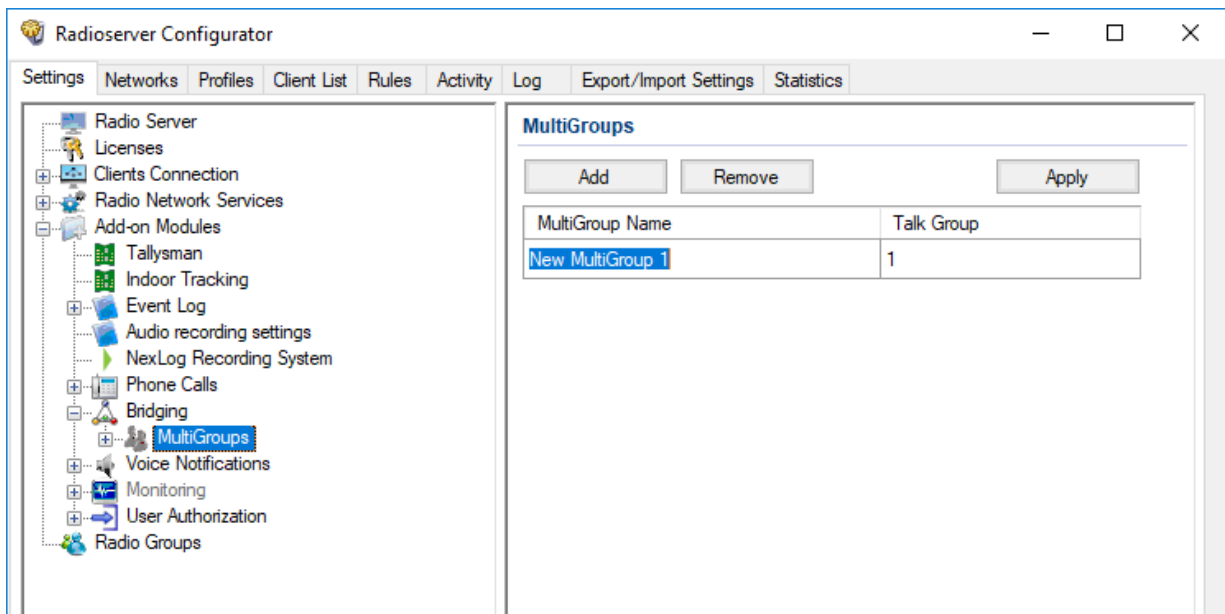 Radioserver Configurator
Settings Networks Profiles Client List Rules Activity Log Export/Import Settings Statistics
Radio Server
Licenses
Clients Connection
Radio Network Services
Add-on Modules
Tallysman
Indoor Tracking
Event Log
Audio recording settings
NexLog Recording System
Phone Calls
Bridging
MultiGroups
Voice Notifications
Monitoring
User Authorization
Radio Groups
MultiGroups
Add Remove Apply
MultiGroup Name Talk Group
New MultiGroup 1 1